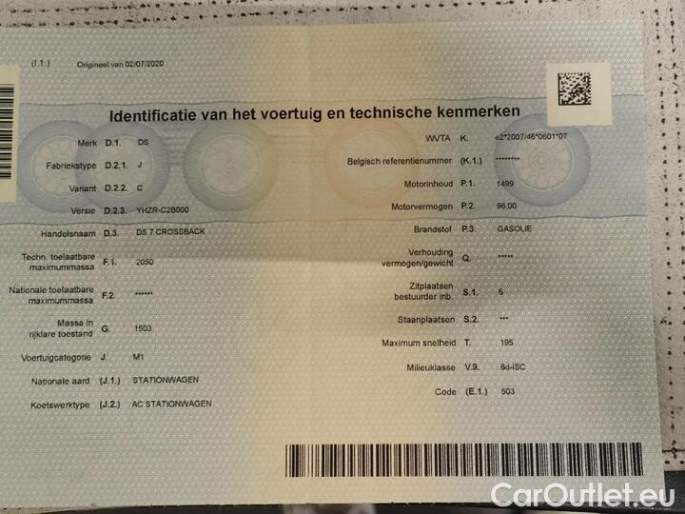 (J.1.) Origineel van 02/07/2020
Identificatie van het voertuig en technische kenmerken
Merk D.1. DS
Fabriekstype D.2.1. J
Variant D.2.2. C
Versie D.2.3. YHZR-C2B000
Handelsnaam D.3. DS 7 CROSSBACK
Techn. toelaatbare
maximummassa F.1. 2050
Nationale toelaatbare
maximummassa F.2. ******
Massa in
rijklare toestand G. 1503
Voertuigcategorie J. M1
Nationale aard (J.1.) STATIONWAGEN
Koetswerktype (J.2.) AC STATIONWAGEN
WVTA K. e2*2007/46*0601*07
Belgisch referentienummer (K.1.) ********
Motorinhoud P.1. 1499
Motorvermogen P.2. 96.00
Brandstof P.3. GASOLIE
Verhouding
vermogen/gewicht Q. *****
Zitplaatsen
bestuurder inb. S.1. 5
Staanplaatsen S.2. ***
Maximum snelheid T. 195
Milieuklasse V.9. 6d-ISC
Code (E.1.) 503
CarOutlet.eu